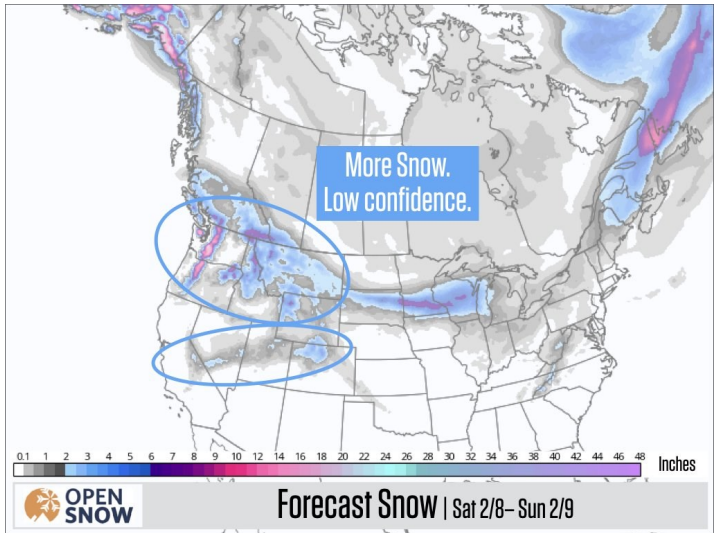 More Snow.
Low confidence.
0.1 1 2 3 4 5 6 7 8 9 10 12 14 16 18 20 22 24 26 28 30 32 34 36 38 40 42 44 46 48 Inches
OPEN
SNOW
Forecast Snow | Sat 2/8– Sun 2/9